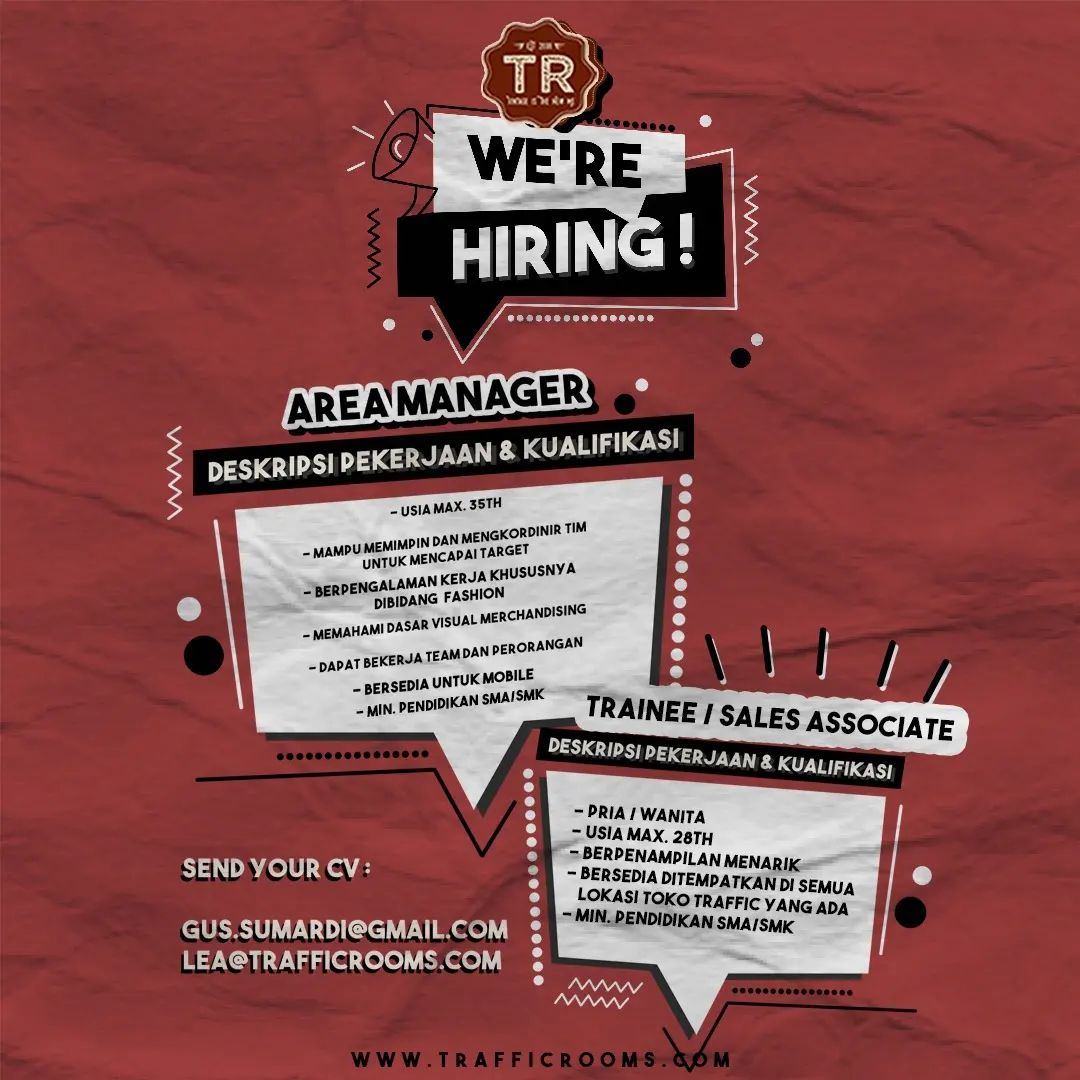 TR
WE'RE
HIRING!
AREA MANAGER
DESKRIPSI PEKERJAAN & KUALIFIKASI
- USIA MAX. 35TH
- MAMPU MEMIMPIN DAN MENGKORDINIR TIM
UNTUK MENCAPAI TARGET
- BERPENGALAMAN KERJA KHUSUSNYA
DIBIDANG FASHION
- MEMAHAMI DASAR VISUAL MERCHANDISING
- DAPAT BEKERJA TEAM DAN PERORANGAN
- BERSEDIA UNTUK MOBILE
- MIN. PENDIDIKAN SMA/SMK
TRAINEE / SALES ASSOCIATE
DESKRIPSI PEKERJAAN & KUALIFIKASI
- PRIA / WANITA
- USIA MAX. 28TH
- BERPENAMPILAN MENARIK
- BERSEDIA DITEMPATKAN DI SEMUA
LOKASI TOKO TRAFFIC YANG ADA
- MIN. PENDIDIKAN SMA/SMK
SEND YOUR CV :
GUS.SUMARDI@GMAIL.COM
LEA@TRAFFICROOMS.COM
WWW.TRAFFICROOMS.COM